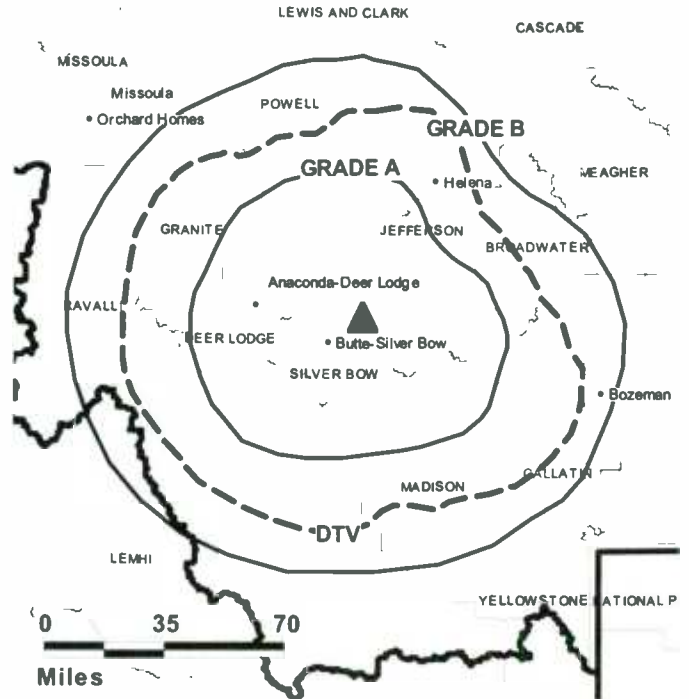 LEWIS AND CLARK
CASCADE
MISSOULA
Missoula
Orchard Homes
POWELL
GRADE B
GRADE A
Helena
MEAGHER
GRANITE
JEFFERSON
BROADWATER
Anaconda-Deer Lodge
RAVALL
DEER LODGE
Butte-Silver Bow
SILVER BOW
Bozeman
GALLATIN
MADISON
DTV
LEMHI
YELLOWSTONE NATIONAL P
0 35 70
Miles